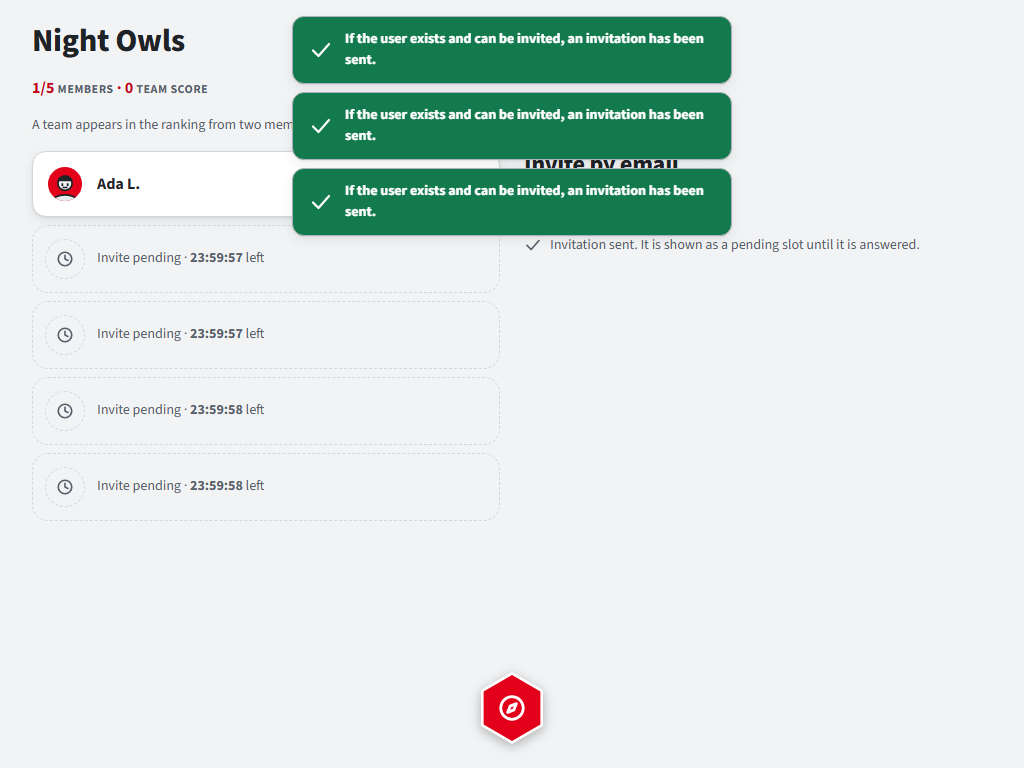 Night Owls
1/5 MEMBERS · 0 TEAM SCORE
A team appears in the ranking from two
If the user exists and can be invited, an invitation has been
sent.
If the user exists and can be invited, an invitation has been
sent.
If the user exists and can be invited, an invitation has been
sent.
Ada L.
Invite pending · 23:59:57 left
Invite pending · 23:59:57 left
Invite pending · 23:59:58 left
Invite pending · 23:59:58 left
Invite by email
Invitation sent. It is shown as a pending slot until it is answered.